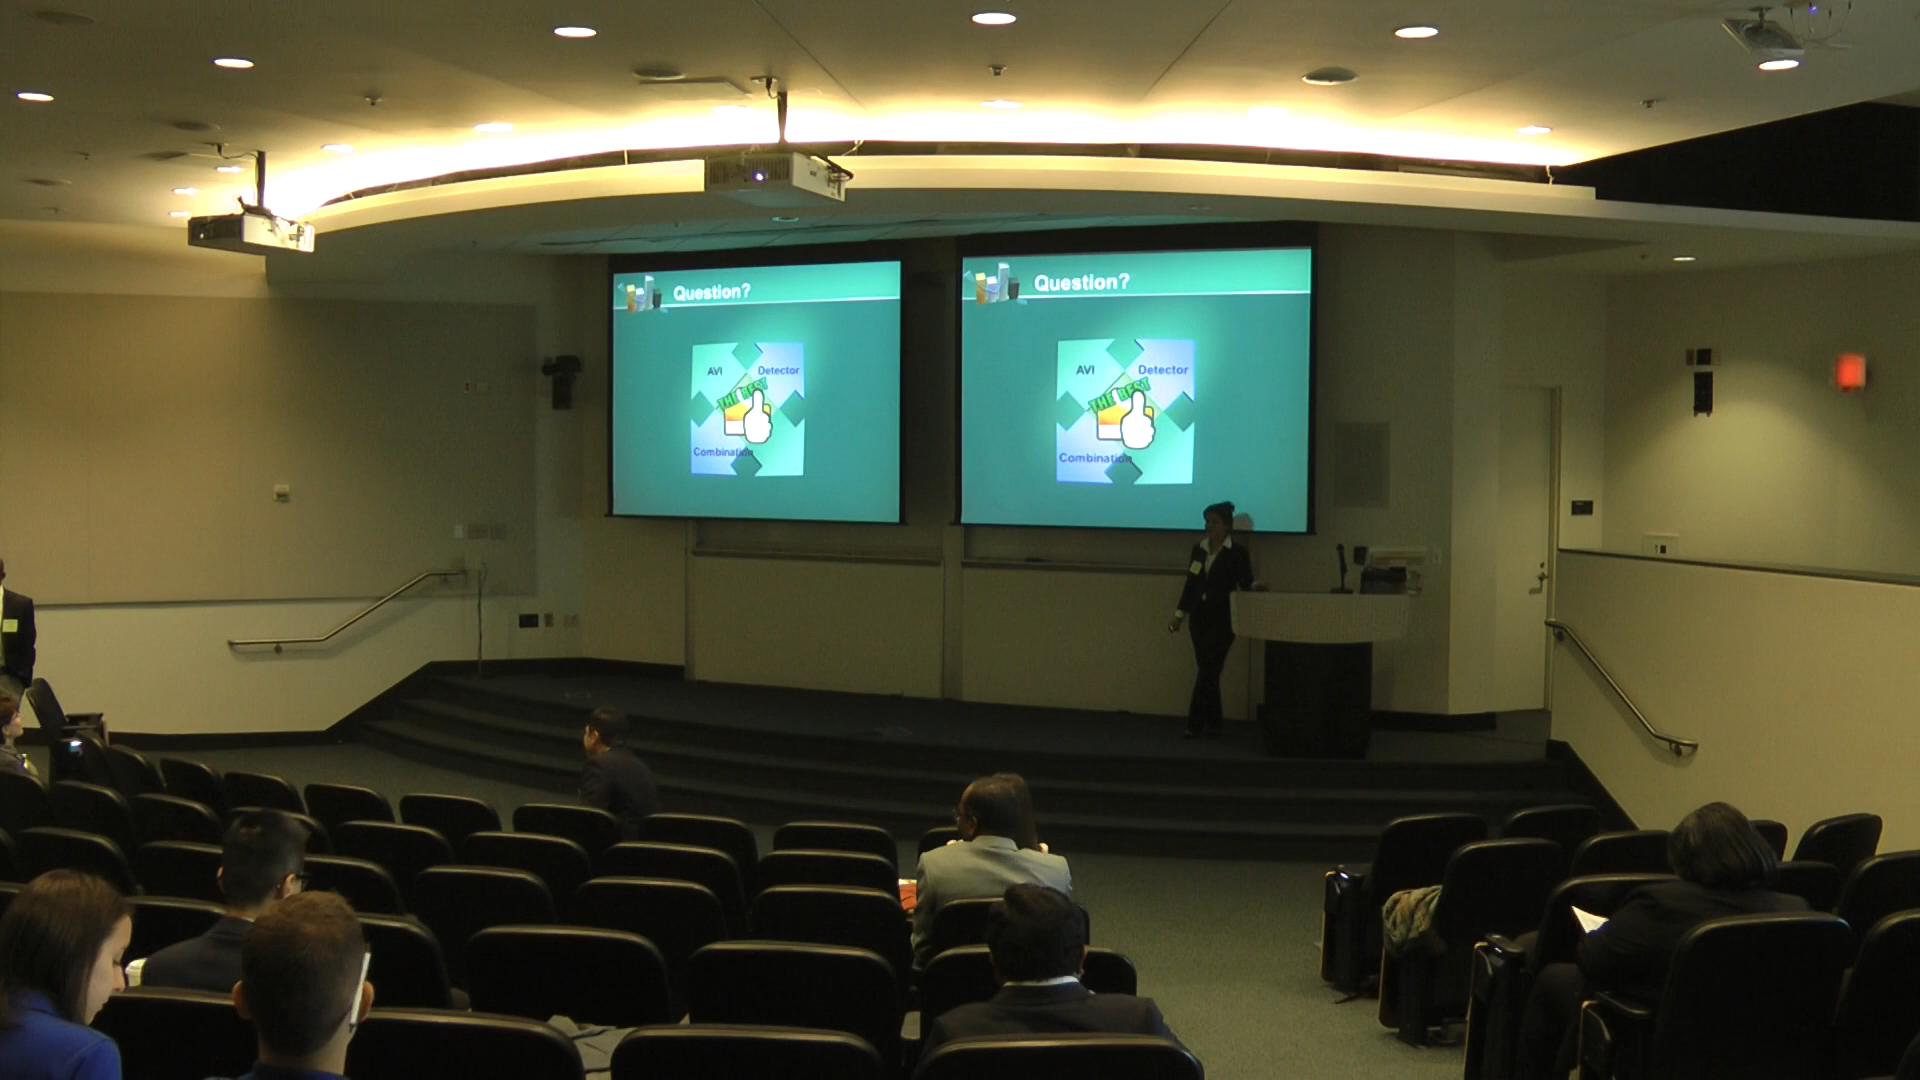 Question?
AVI
Detector
THE BEST
Combination
Question?
AVI
Detector
THE BEST
Combination